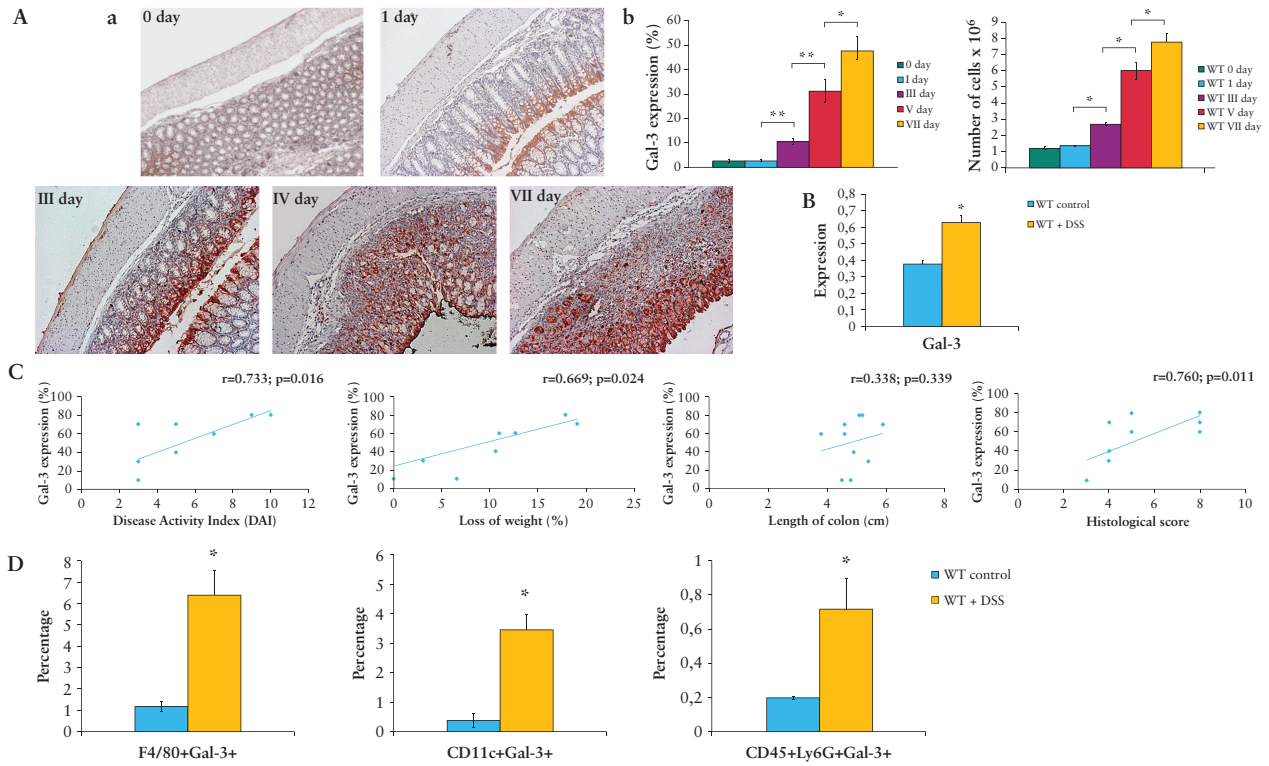 A
a
0 day
1 day
III day
IV day
VII day
b
Gal-3 expression (%)
60
50
40
30
20
10
0
**
**
*
0 day
I day
III day
V day
VII day
Number of cells x 10⁶
9
8
7
6
5
4
3
2
1
0
*
*
*
WT 0 day
WT 1 day
WT III day
WT V day
WT VII day
B
Expression
0,8
0,8
0,6
0,5
0,4
0,3
0,2
0,1
0
*
Gal-3
WT control
WT + DSS
C
r=0.733; p=0.016
Gal-3 expression (%)
100
80
60
40
20
0
0 2 4 6 8 10 12
Disease Activity Index (DAI)
r=0.669; p=0.024
Gal-3 expression (%)
100
80
60
40
20
0
0 5 10 15 20 25
Loss of weight (%)
r=0.338; p=0.339
Gal-3 expression (%)
100
80
60
40
20
0
0 2 4 6 8
Length of colon (cm)
r=0.760; p=0.011
Gal-3 expression (%)
100
80
60
40
20
0
0 2 4 6 8 10
Histological score
D
Percentage
8
7
6
5
4
3
2
1
0
*
F4/80+Gal-3+
Percentage
6
5
4
3
2
1
0
*
CD11c+Gal-3+
Percentage
1
0,8
0,6
0,4
0,2
0
*
CD45+Ly6G+Gal-3+
WT control
WT + DSS